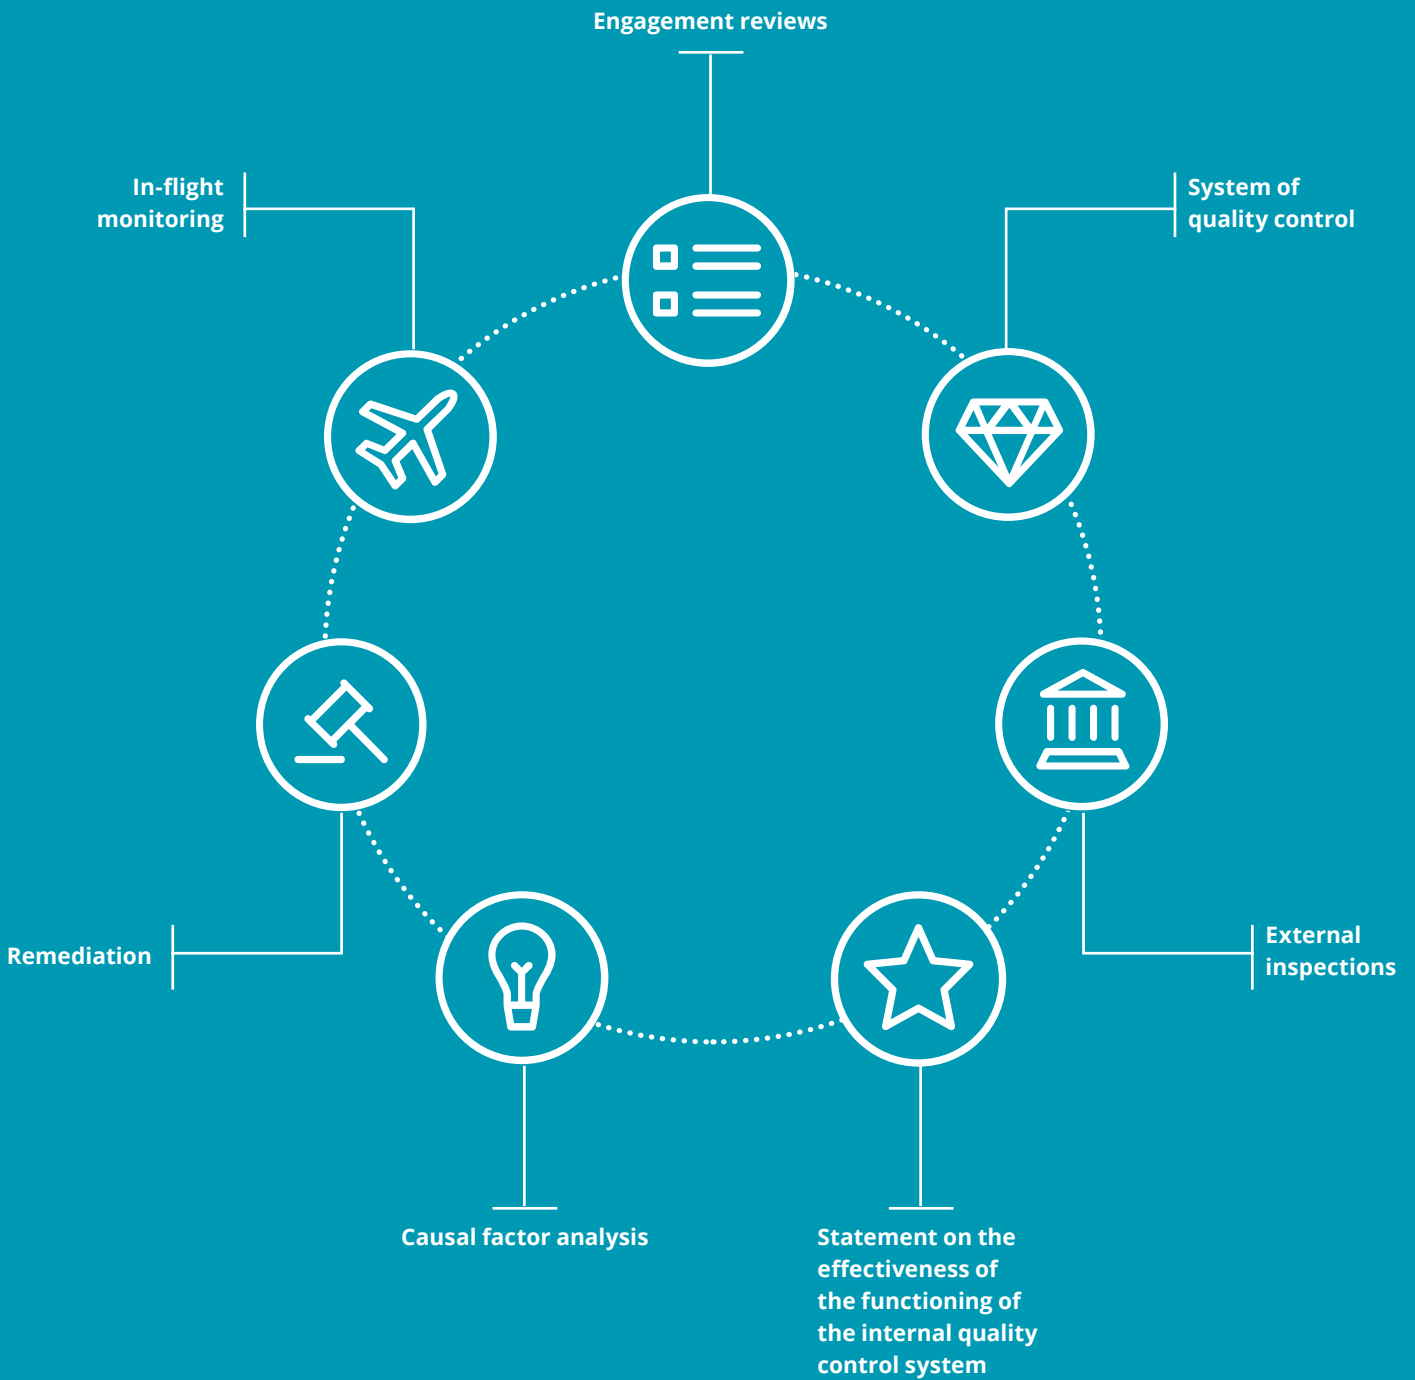 Engagement reviews
In-flight
monitoring
System of
quality control
Remediation
External
inspections
Causal factor analysis
Statement on the
effectiveness of
the functioning of
the internal quality
control system